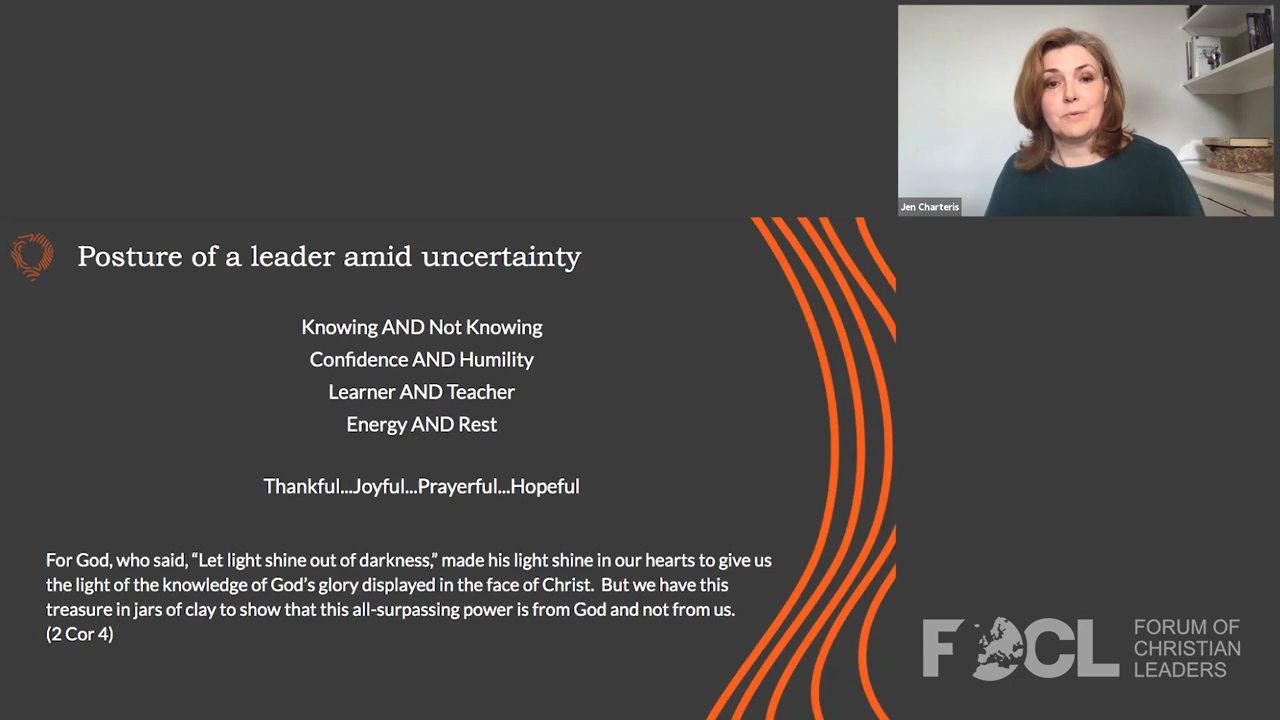 Jen Charteris
Posture of a leader amid uncertainty
Knowing AND Not Knowing
Confidence AND Humility
Learner AND Teacher
Energy AND Rest
Thankful...Joyful...Prayerful...Hopeful
For God, who said, “Let light shine out of darkness,” made his light shine in our hearts to give us
the light of the knowledge of God’s glory displayed in the face of Christ.  But we have this
treasure in jars of clay to show that this all-surpassing power is from God and not from us.
(2 Cor 4)
FOCL
FORUM OF
CHRISTIAN
LEADERS